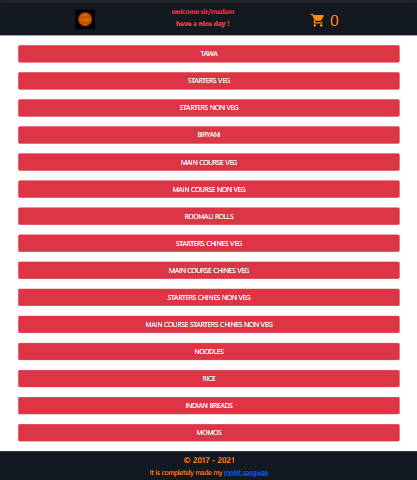 welcome sir/madam
have a nice day !
0
TAWA
STARTERS VEG
STARTERS NON VEG
BIRYANI
MAIN COURSE VEG
MAIN COURSE NON VEG
ROOMALI ROLLS
STARTERS CHINES VEG
MAIN COURSE CHINES VEG
STARTERS CHINES NON VEG
MAIN COURSE STARTERS CHINES NON VEG
NOODLES
RICE
INDIAN BREADS
MOMOS
© 2017 - 2021
It is completely made my mohit sangwan